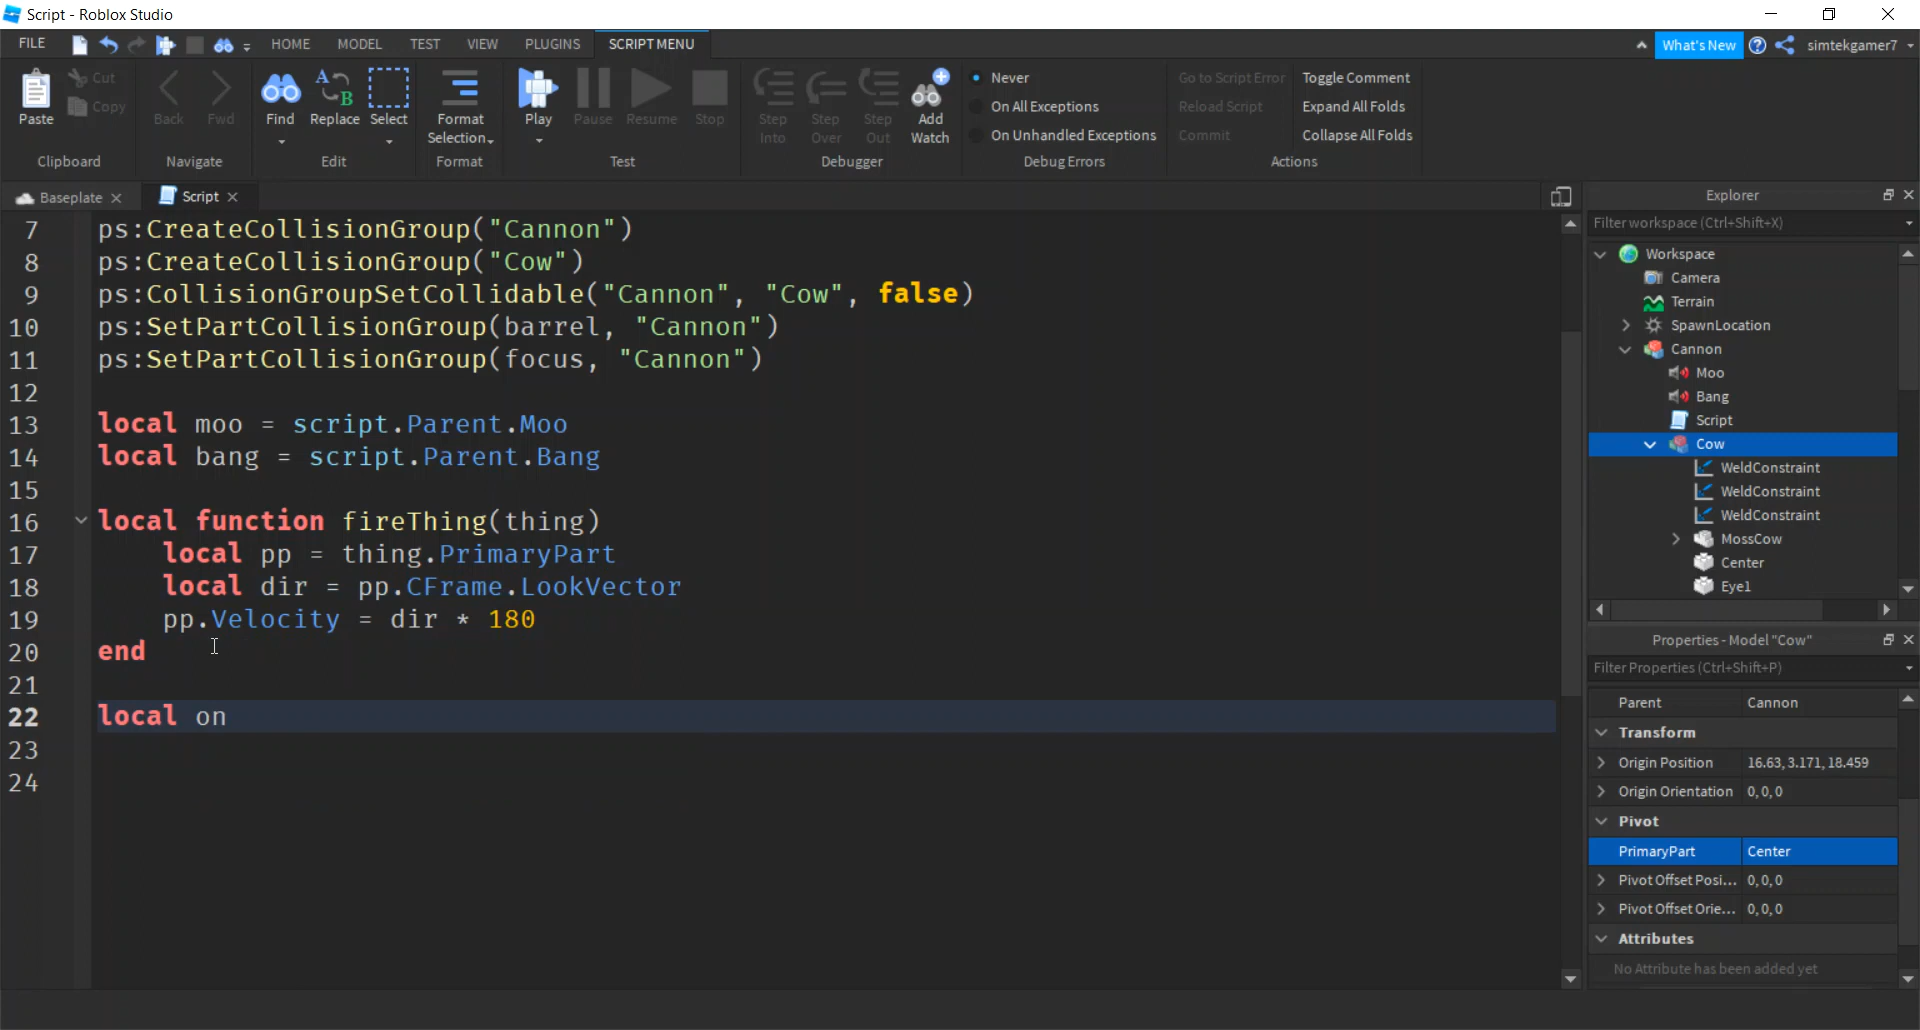 Script - Roblox Studio
FILE HOME MODEL TEST VIEW PLUGINS SCRIPT MENU What's New simtekgamer7
Paste Cut Copy Back Fwd Find Replace Select Format Selection Play Pause Resume Stop Step Into Step Over Step Out Add Watch
Never
On All Exceptions
On Unhandled Exceptions
Go to Script Error
Reload Script
Commit
Toggle Comment
Expand All Folds
Collapse All Folds
Clipboard Navigate Edit Format Test Debugger Debug Errors Actions
Baseplate Script
7 ps:CreateCollisionGroup("Cannon")
8 ps:CreateCollisionGroup("Cow")
9 ps:CollisionGroupSetCollidable("Cannon", "Cow", false)
10 ps:SetPartCollisionGroup(barrel, "Cannon")
11 ps:SetPartCollisionGroup(focus, "Cannon")
12
13 local moo = script.Parent.Moo
14 local bang = script.Parent.Bang
15
16 local function fireThing(thing)
17 local pp = thing.PrimaryPart
18 local dir = pp.CFrame.LookVector
19 pp.Velocity = dir * 180
20 end
21
22 local on
23
24
Explorer
Filter workspace (Ctrl+Shift+X)
Workspace
Camera
Terrain
SpawnLocation
Cannon
Moo
Bang
Script
Cow
WeldConstraint
WeldConstraint
WeldConstraint
MossCow
Center
Eye1
Properties - Model "Cow"
Filter Properties (Ctrl+Shift+P)
Parent Cannon
Transform
Origin Position 16.63, 3.171, 18.459
Origin Orientation 0, 0, 0
Pivot
PrimaryPart Center
Pivot Offset Posi... 0, 0, 0
Pivot Offset Orie... 0, 0, 0
Attributes
No Attribute has been added yet